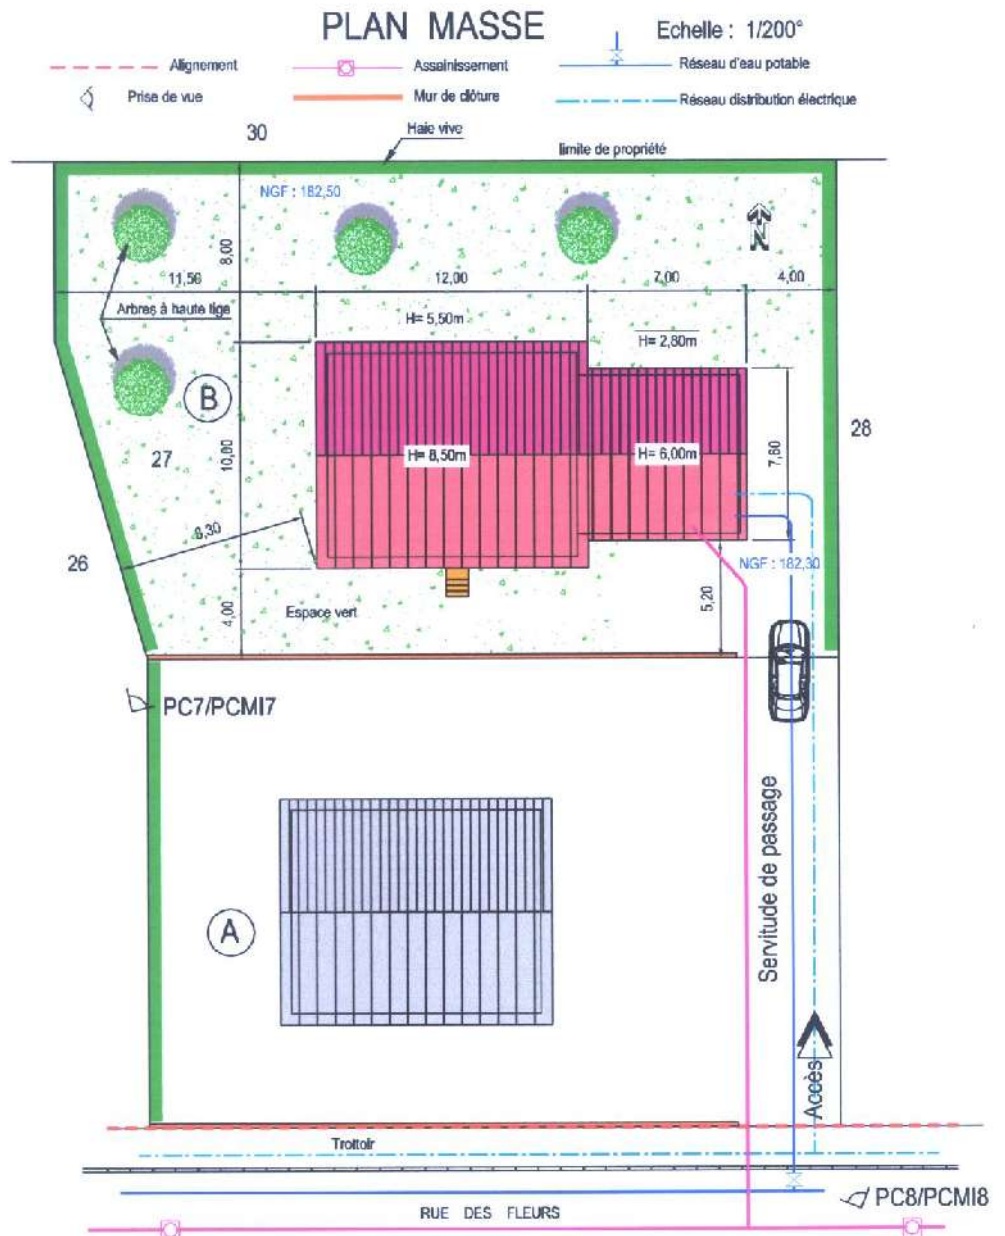 PLAN MASSE
Echelle : 1/200°
Alignement
Assainissement
Réseau d'eau potable
Prise de vue
Mur de clôture
Réseau distribution électrique
30
Haie vive
limite de propriété
NGF : 182,50
N
8,00
11,56
12,00
7,00
4,00
Arbres à haute tige
H= 5,50m
H= 2,80m
B
28
27
10,00
H= 8,50m
H= 6,00m
7,60
26
6,30
NGF : 182,30
4,00
Espace vert
5,20
PC7/PCMI7
Servitude de passage
A
Accès
Trottoir
PC8/PCMI8
RUE DES FLEURS